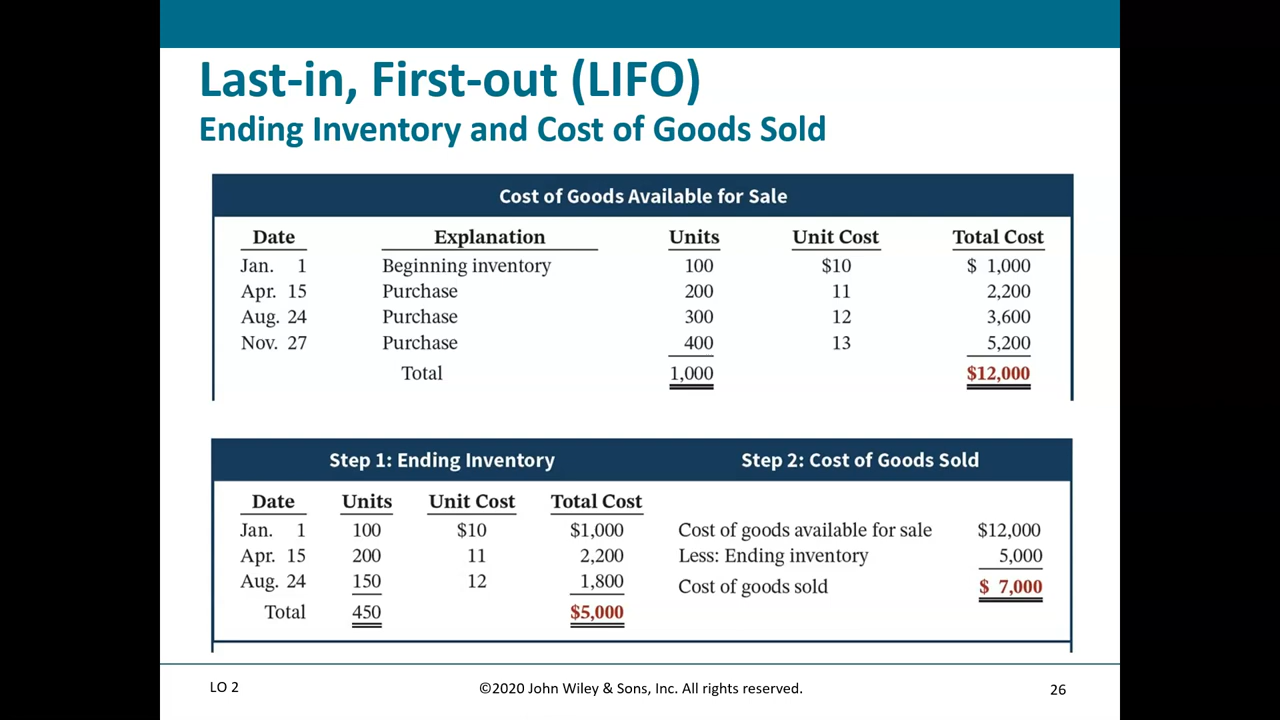 Last-in, First-out (LIFO)
Ending Inventory and Cost of Goods Sold
Cost of Goods Available for Sale
Date Explanation Units Unit Cost Total Cost
Jan. 1 Beginning inventory 100 $10 $ 1,000
Apr. 15 Purchase 200 11 2,200
Aug. 24 Purchase 300 12 3,600
Nov. 27 Purchase 400 13 5,200
Total 1,000 $12,000
Step 1: Ending Inventory Step 2: Cost of Goods Sold
Date Units Unit Cost Total Cost
Jan. 1 100 $10 $1,000 Cost of goods available for sale $12,000
Apr. 15 200 11 2,200 Less: Ending inventory 5,000
Aug. 24 150 12 1,800 Cost of goods sold $ 7,000
Total 450 $5,000
LO 2 ©2020 John Wiley & Sons, Inc. All rights reserved. 26